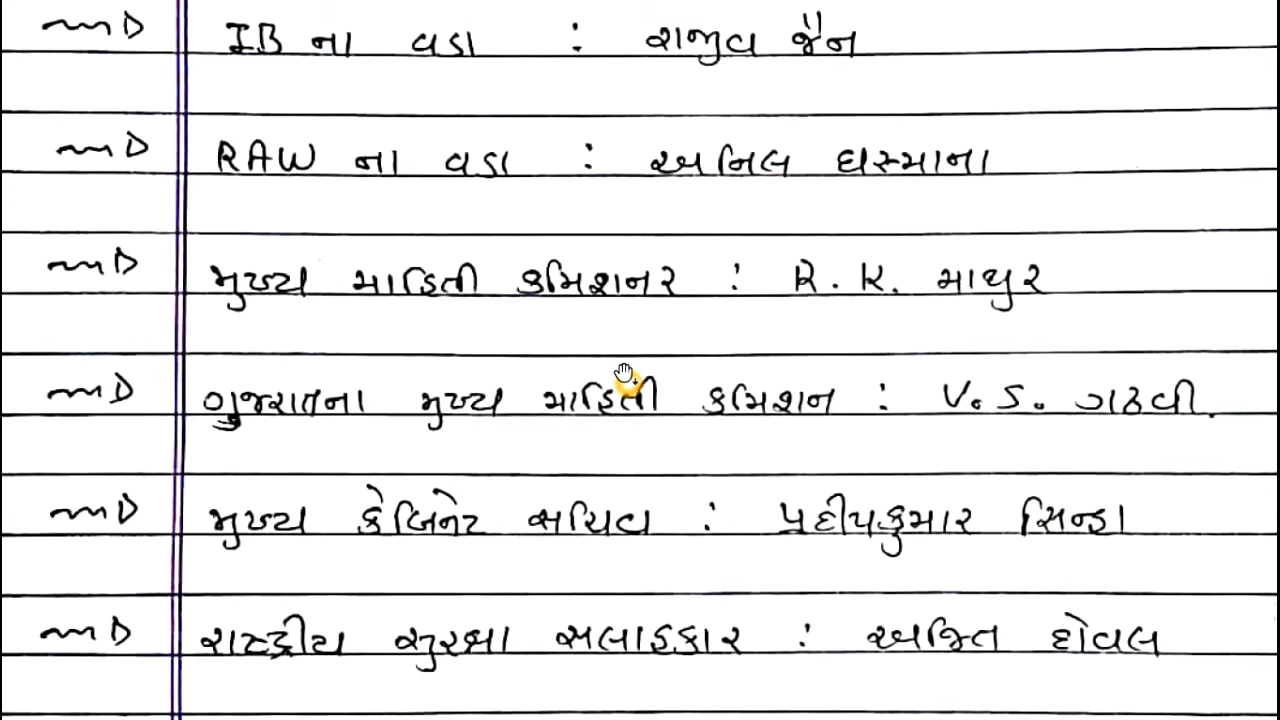 IB ના વડા : રાજીવ જૈન
RAW ના વડા : અનિલ ધસ્માના
મુખ્ય માહિતી કમિશનર : R. K. માથુર
ગુજરાતના મુખ્ય માહિતી કમિશન : V. S. ગઢવી.
મુખ્ય કેબિનેટ સચિવ : પ્રદીપકુમાર સિન્હા
રાષ્ટ્રીય સુરક્ષા સલાહકાર : અજિત દોવલ